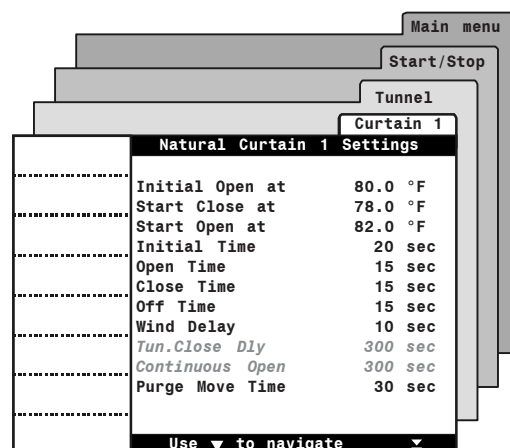 Main menu
Start/Stop
Tunnel
Curtain 1
Natural Curtain 1 Settings
Initial Open at 80.0 °F
Start Close at 78.0 °F
Start Open at 82.0 °F
Initial Time 20 sec
Open Time 15 sec
Close Time 15 sec
Off Time 15 sec
Wind Delay 10 sec
Tun.Close Dly 300 sec
Continuous Open 300 sec
Purge Move Time 30 sec
Use ▼ to navigate